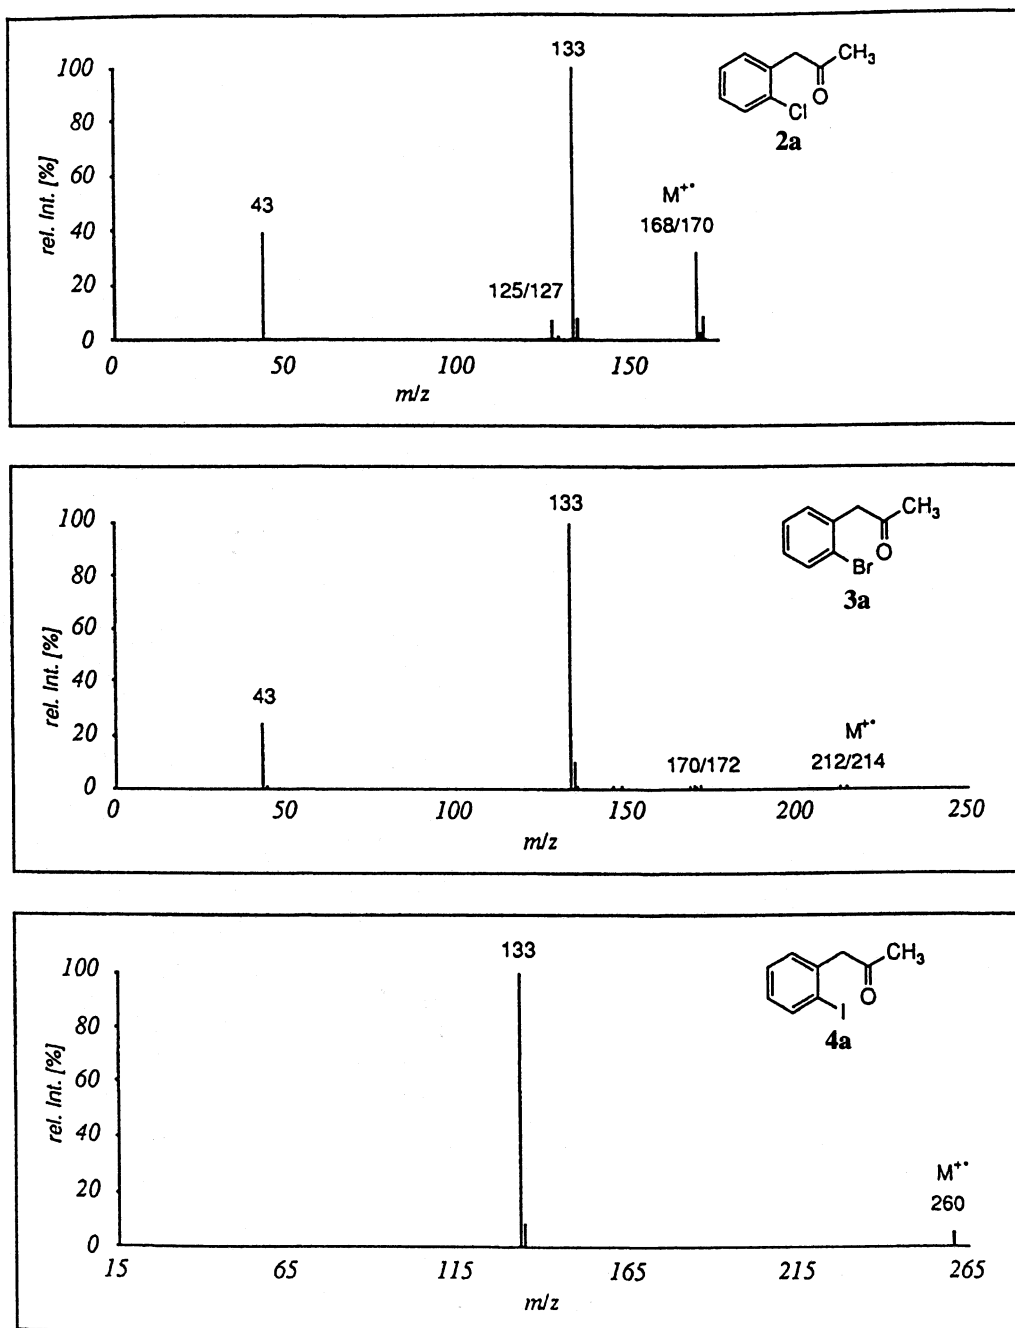 133
100
80
60
40
20
0
rel. Int. [%]
43
125/127
M+•
168/170
CH3
O
Cl
2a
0 50 100 150
m/z
133
100
80
60
40
20
0
rel. Int. [%]
43
170/172
M+•
212/214
CH3
O
Br
3a
0 50 100 150 200 250
m/z
133
100
80
60
40
20
0
rel. Int. [%]
M+•
260
CH3
O
I
4a
15 65 115 165 215 265
m/z